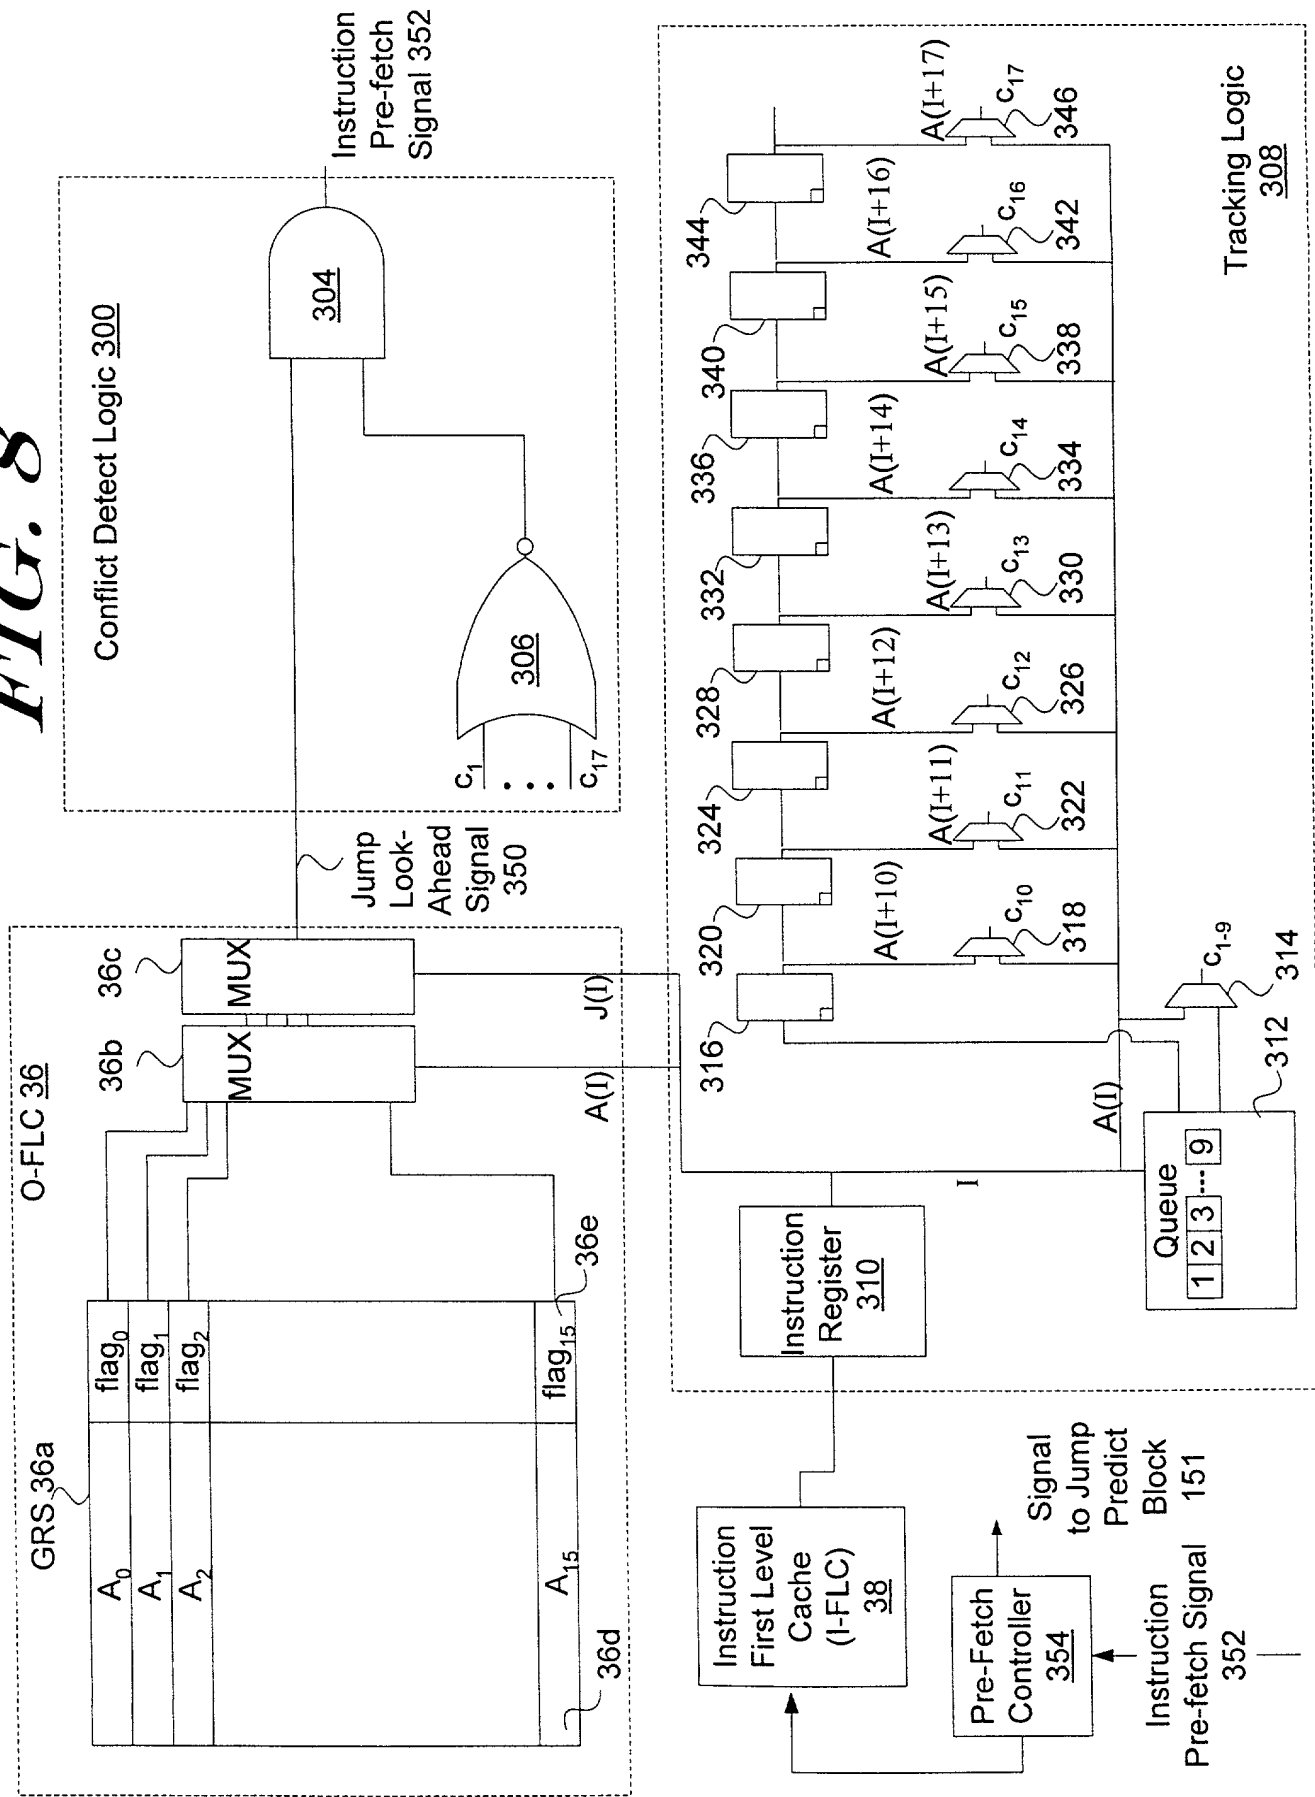 FIG. 8
O-FLC 36
GRS 36a
A0
flag0
A1
flag1
A2
flag2
A15
flag15
36d
36e
36b
MUX
36c
MUX
A(I)
J(I)
Jump
Look-
Ahead
Signal
350
Conflict Detect Logic 300
304
306
c1
c17
Instruction
Pre-fetch
Signal 352
Instruction
First Level
Cache
(I-FLC)
38
Pre-Fetch
Controller
354
Signal
to Jump
Predict
Block
151
Instruction
Pre-fetch Signal
352
Instruction
Register
310
I
Queue
1 2 3 --- 9
312
A(I)
c1-9
314
316
320
324
328
332
336
340
344
A(I+10)
A(I+11)
A(I+12)
A(I+13)
A(I+14)
A(I+15)
A(I+16)
A(I+17)
c10
318
c11
322
c12
326
c13
330
c14
334
c15
338
c16
342
c17
346
Tracking Logic
308